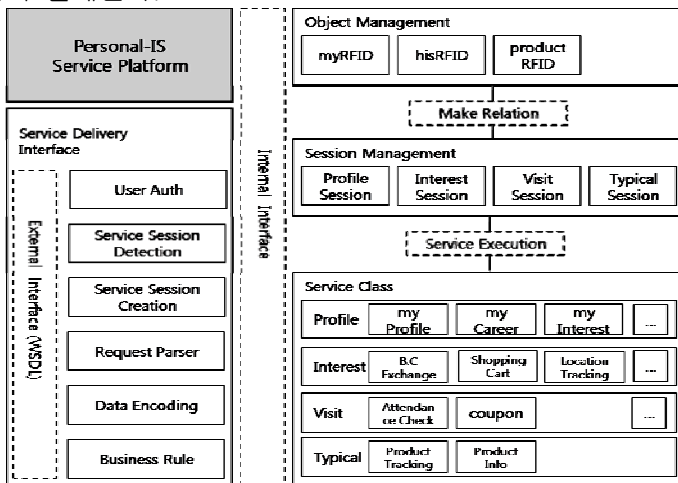 Personal-IS
Service Platform
Service Delivery
Interface
External Interface (WSDL)
User Auth
Service Session
Detection
Service Session
Creation
Request Parser
Data Encoding
Business Rule
Internal Interface
Object Management
myRFID
hisRFID
product
RFID
Make Relation
Session Management
Profile
Session
Interest
Session
Visit
Session
Typical
Session
Service Execution
Service Class
Profile
my
Profile
my
Career
my
Interest
...
Interest
B.C
Exchange
Shopping
Cart
Location
Tracking
...
Visit
Attendan
ce Check
coupon
...
Typical
Product
Tracking
Product
Info